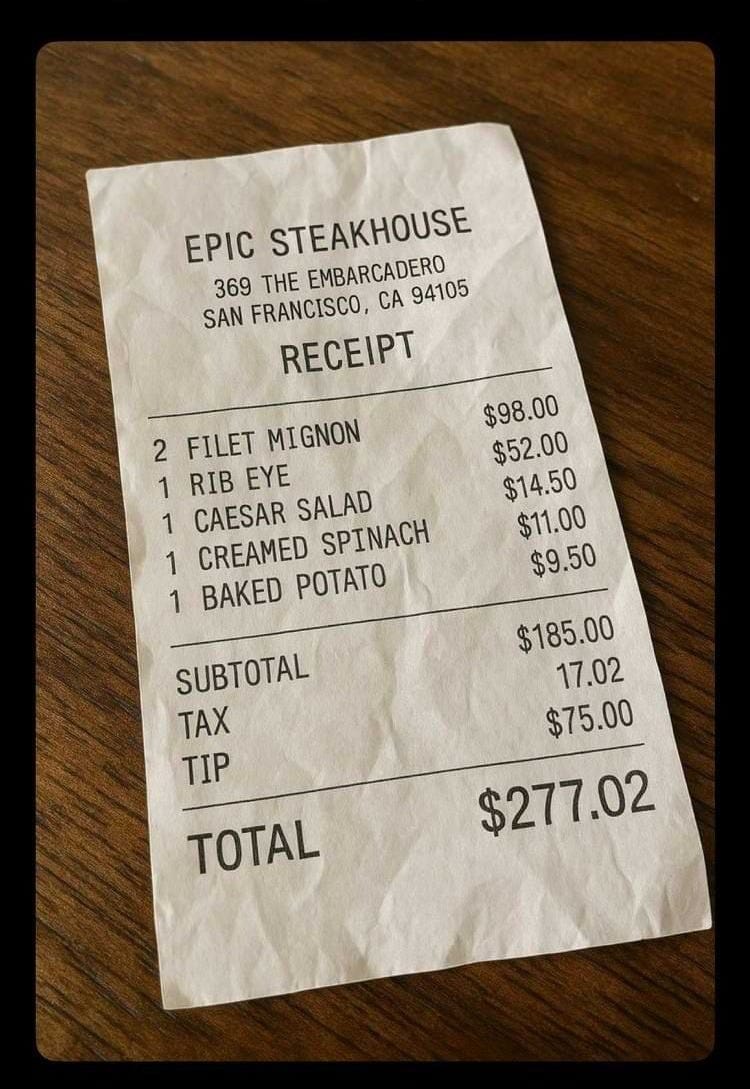 EPIC STEAKHOUSE
369 THE EMBARCADERO
SAN FRANCISCO, CA 94105
RECEIPT
2 FILET MIGNON $98.00
1 RIB EYE $52.00
1 CAESAR SALAD $14.50
1 CREAMED SPINACH $11.00
1 BAKED POTATO $9.50
SUBTOTAL $185.00
TAX 17.02
TIP $75.00
TOTAL $277.02